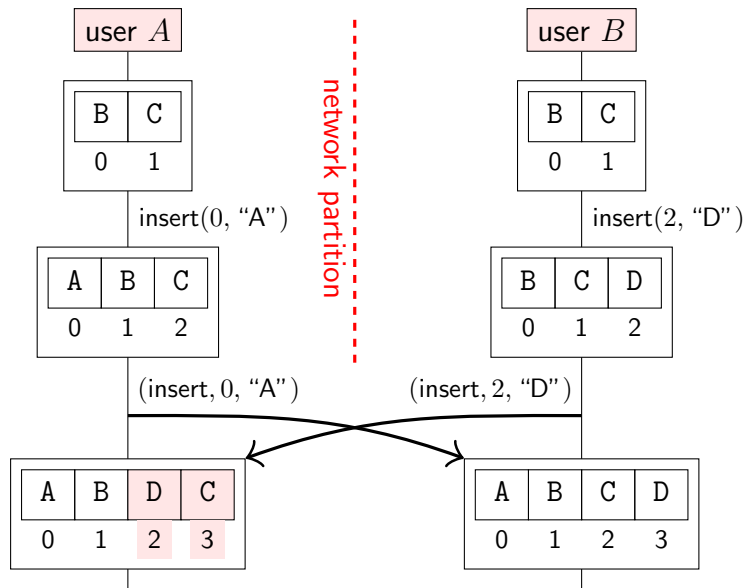 user A
user B
B C
0 1
B C
0 1
network partition
insert(0, “A”)
insert(2, “D”)
A B C
0 1 2
B C D
0 1 2
(insert, 0, “A”)
(insert, 2, “D”)
A B D C
0 1 2 3
A B C D
0 1 2 3